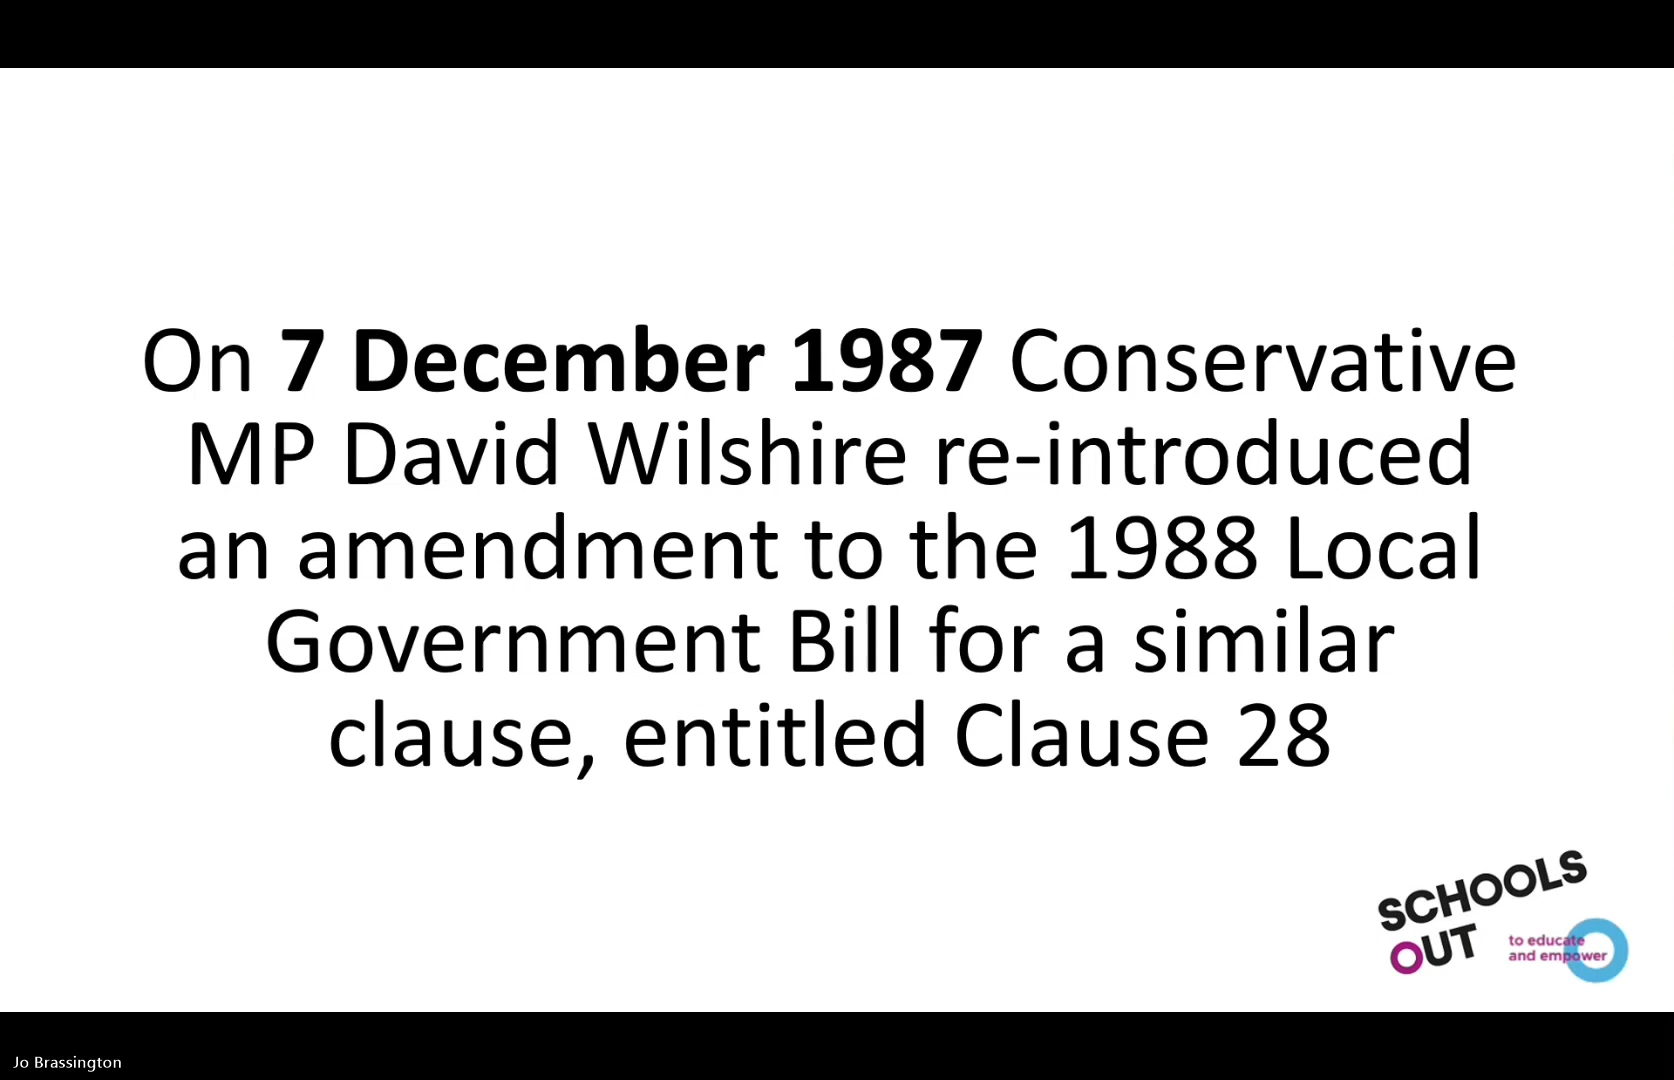 On 7 December 1987 Conservative
MP David Wilshire re-introduced
an amendment to the 1988 Local
Government Bill for a similar
clause, entitled Clause 28
SCHOOLS
OUT
to educate
and empower
Jo Brassington